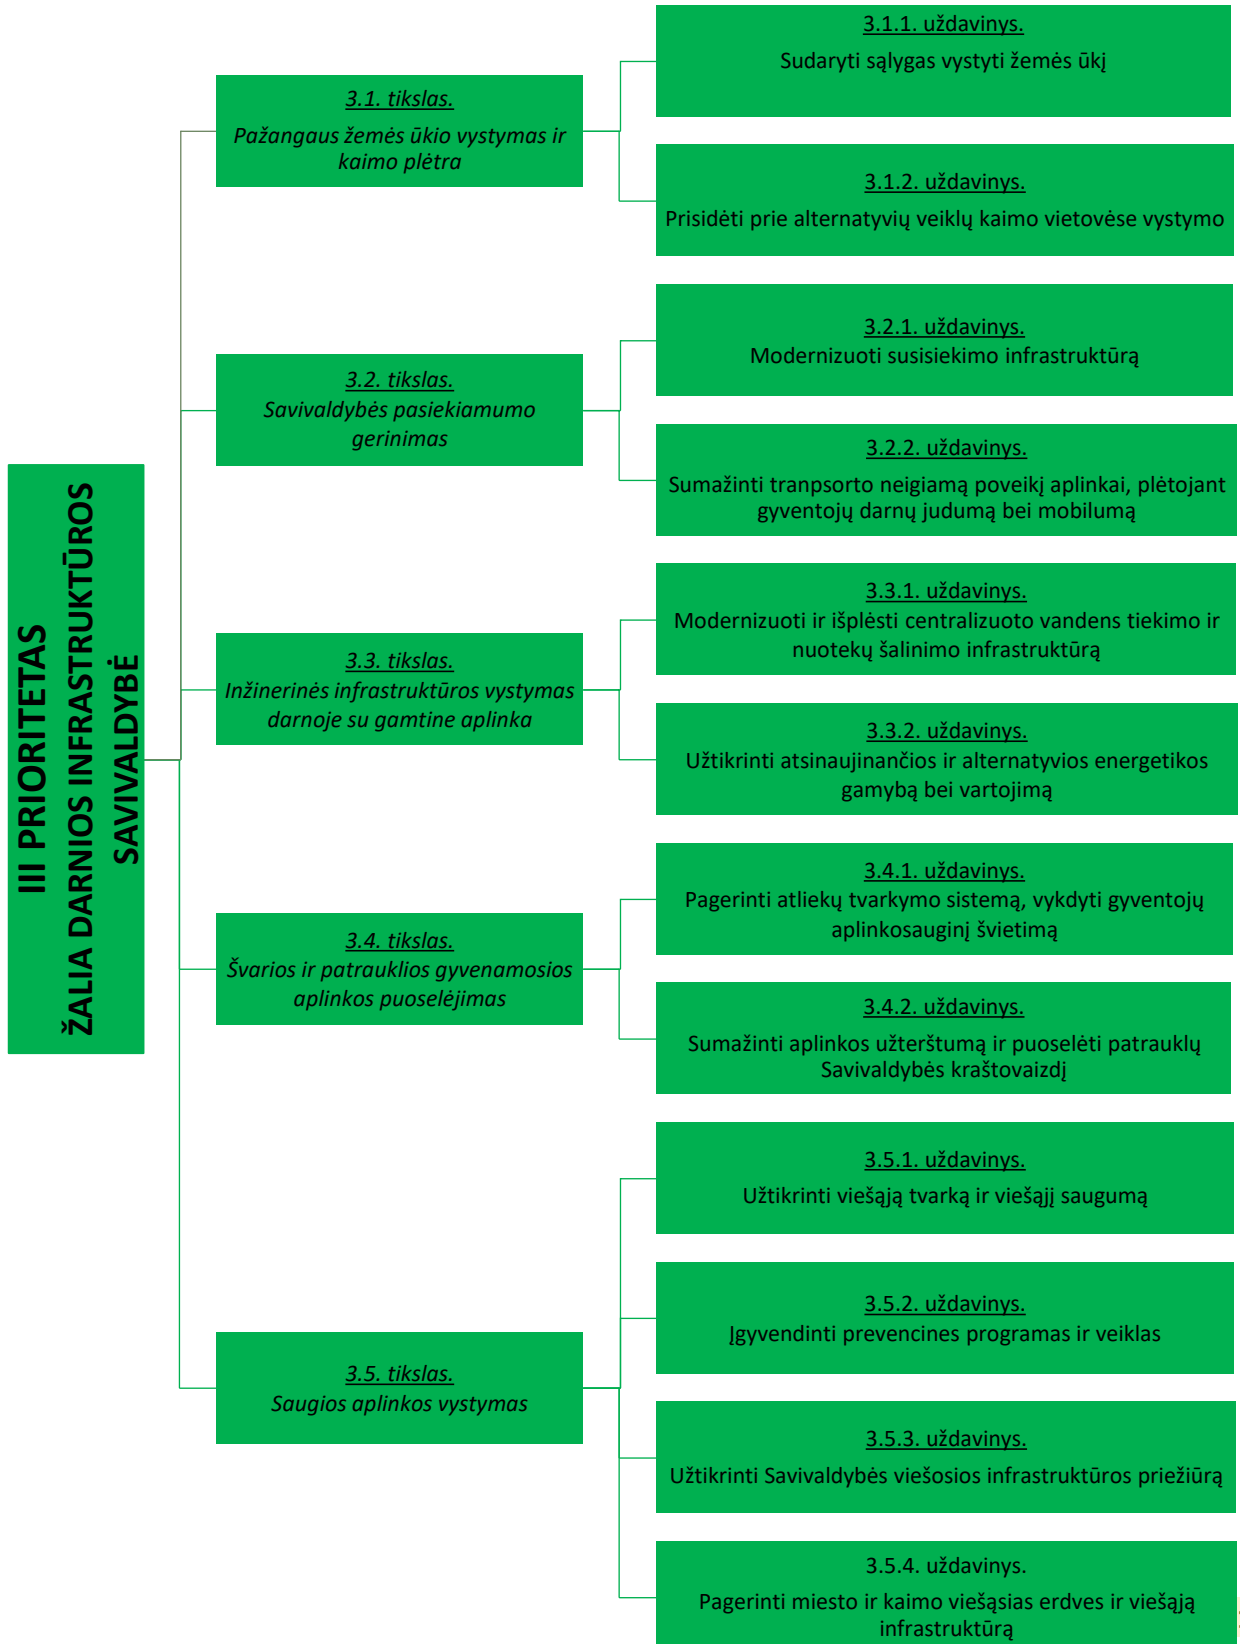 III PRIORITETAS
ŽALIA DARNIOS INFRASTRUKTŪROS
SAVIVALDYBĖ
3.1. tikslas.
Pažangaus žemės ūkio vystymas ir
kaimo plėtra
3.1.1. uždavinys.
Sudaryti sąlygas vystyti žemės ūkį
3.1.2. uždavinys.
Prisidėti prie alternatyvių veiklų kaimo vietovėse vystymo
3.2. tikslas.
Savivaldybės pasiekiamumo
gerinimas
3.2.1. uždavinys.
Modernizuoti susisiekimo infrastruktūrą
3.2.2. uždavinys.
Sumažinti tranpsorto neigiamą poveikį aplinkai, plėtojant
gyventojų darnų judumą bei mobilumą
3.3. tikslas.
Inžinerinės infrastruktūros vystymas
darnoje su gamtine aplinka
3.3.1. uždavinys.
Modernizuoti ir išplėsti centralizuoto vandens tiekimo ir
nuotekų šalinimo infrastruktūrą
3.3.2. uždavinys.
Užtikrinti atsinaujinančios ir alternatyvios energetikos
gamybą bei vartojimą
3.4. tikslas.
Švarios ir patrauklios gyvenamosios
aplinkos puoselėjimas
3.4.1. uždavinys.
Pagerinti atliekų tvarkymo sistemą, vykdyti gyventojų
aplinkosauginį švietimą
3.4.2. uždavinys.
Sumažinti aplinkos užterštumą ir puoselėti patrauklų
Savivaldybės kraštovaizdį
3.5. tikslas.
Saugios aplinkos vystymas
3.5.1. uždavinys.
Užtikrinti viešąją tvarką ir viešąjį saugumą
3.5.2. uždavinys.
Įgyvendinti prevencines programas ir veiklas
3.5.3. uždavinys.
Užtikrinti Savivaldybės viešosios infrastruktūros priežiūrą
3.5.4. uždavinys.
Pagerinti miesto ir kaimo viešąsias erdves ir viešąją
infrastruktūrą